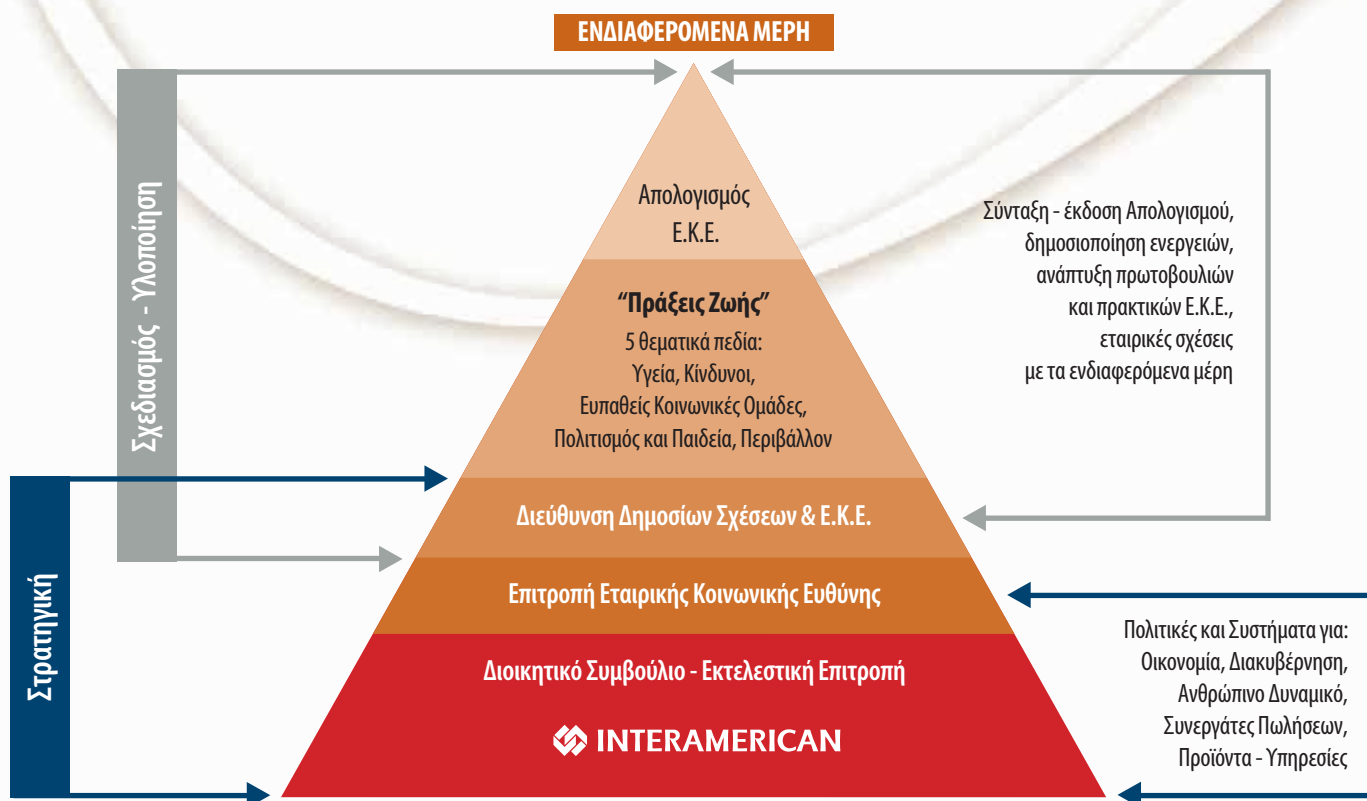 ΕΝΔΙΑΦΕΡΟΜΕΝΑ ΜΕΡΗ
Σχεδιασμός - Υλοποίηση
Απολογισμός
Ε.Κ.Ε.
Σύνταξη - έκδοση Απολογισμού,
δημοσιοποίηση ενεργειών,
ανάπτυξη πρωτοβουλιών
και πρακτικών Ε.Κ.Ε.,
εταιρικές σχέσεις
με τα ενδιαφερόμενα μέρη
“Πράξεις Ζωής”
5 θεματικά πεδία:
Υγεία, Κίνδυνοι,
Ευπαθείς Κοινωνικές Ομάδες,
Πολιτισμός και Παιδεία, Περιβάλλον
Στρατηγική
Διεύθυνση Δημοσίων Σχέσεων & Ε.Κ.Ε.
Επιτροπή Εταιρικής Κοινωνικής Ευθύνης
Διοικητικό Συμβούλιο - Εκτελεστική Επιτροπή
INTERAMERICAN
Πολιτικές και Συστήματα για:
Οικονομία, Διακυβέρνηση,
Ανθρώπινο Δυναμικό,
Συνεργάτες Πωλήσεων,
Προϊόντα - Υπηρεσίες